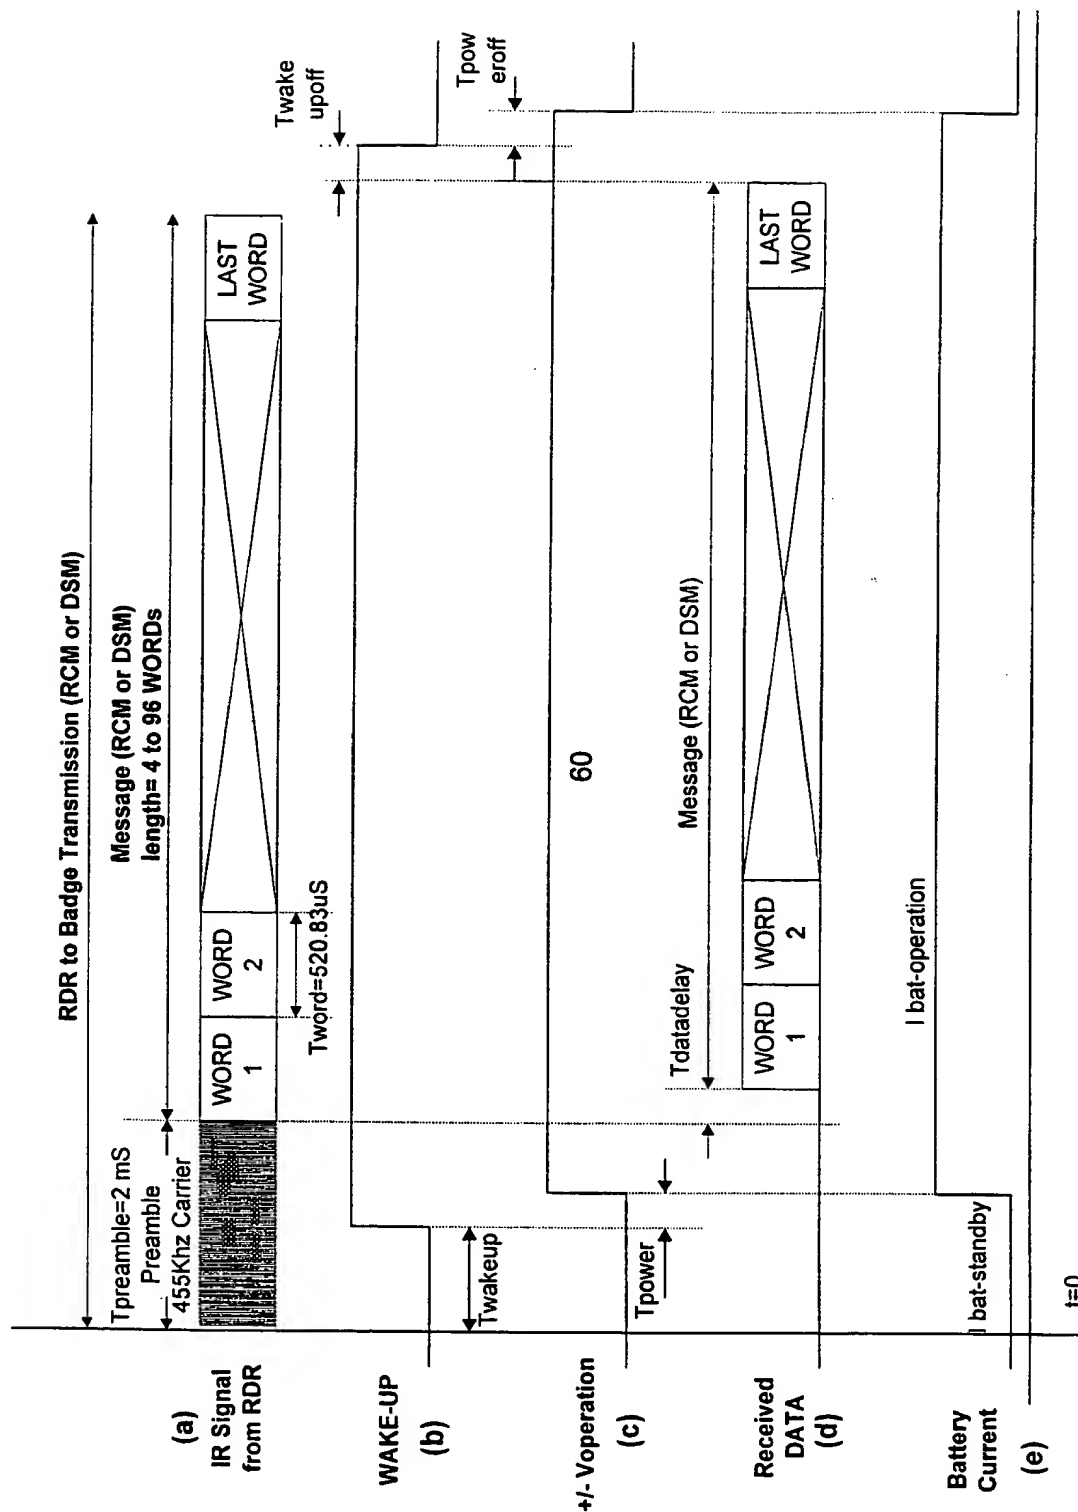 RDR to Badge Transmission (RCM or DSM)
Message (RCM or DSM)
length= 4 to 96 WORDs
Tpreamble=2 mS
Preamble
455Khz Carrier
(a)
IR Signal
from RDR
WORD
1
WORD
2
LAST
WORD
Tword=520.83uS
Twake
upoff
WAKE-UP
(b)
Twakeup
Tpow
eroff
+/- Voperation
(c)
60
Tpower
Tdatadelay
Message (RCM or DSM)
Received
DATA
(d)
WORD
1
WORD
2
LAST
WORD
I bat-operation
Battery
Current
(e)
I bat-standby
t=0